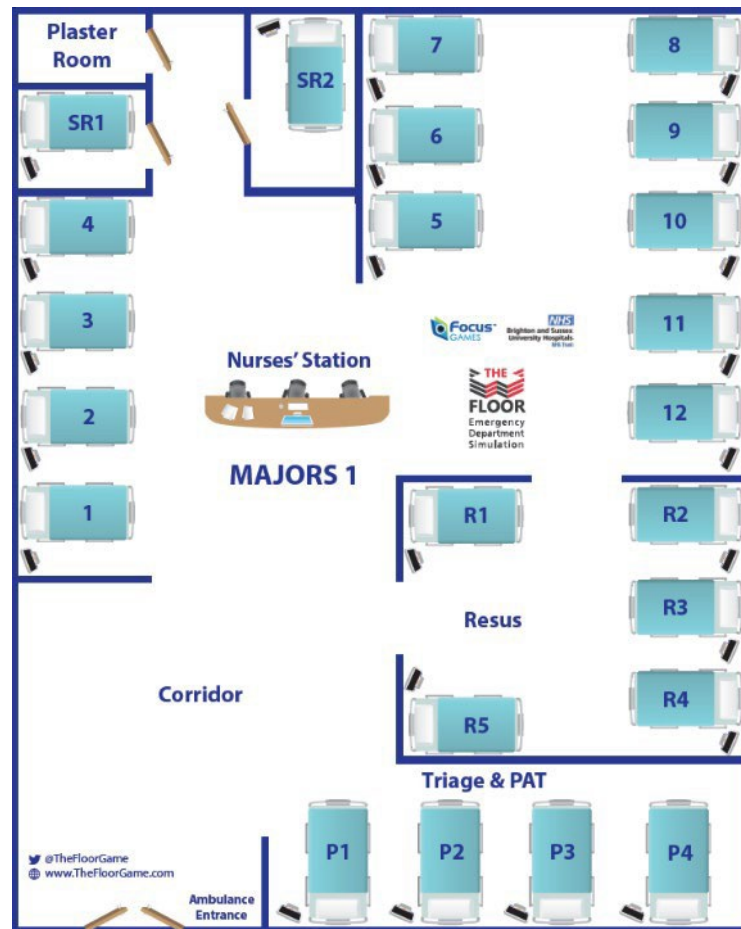 Plaster
Room
SR1
SR2
7
8
6
9
4
5
10
3
Focus
GAMES
NHS
Brighton and Sussex
University Hospitals
NHS Trust
11
Nurses' Station
THE
FLOOR
Emergency
Department
Simulation
2
12
MAJORS 1
1
R1
R2
Resus
R3
Corridor
R4
R5
Triage & PAT
P1
P2
P3
P4
@TheFloorGame
www.TheFloorGame.com
Ambulance
Entrance